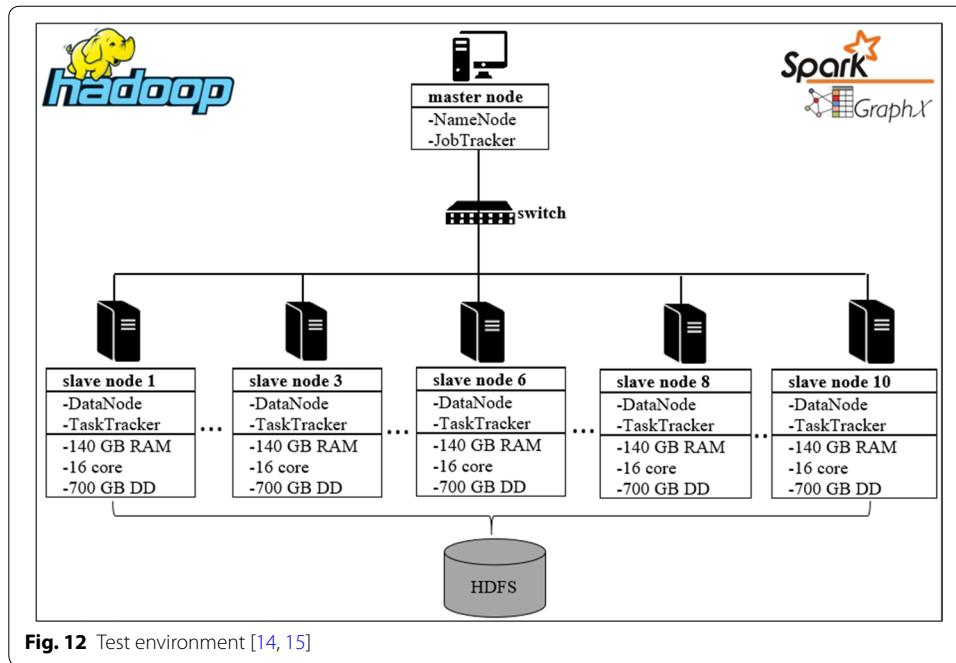 hadoop
Spark
GraphX
master node
-NameNode
-JobTracker
switch
slave node 1
-DataNode
-TaskTracker
-140 GB RAM
-16 core
-700 GB DD
...
slave node 3
-DataNode
-TaskTracker
-140 GB RAM
-16 core
-700 GB DD
...
slave node 6
-DataNode
-TaskTracker
-140 GB RAM
-16 core
-700 GB DD
...
slave node 8
-DataNode
-TaskTracker
-140 GB RAM
-16 core
-700 GB DD
..
slave node 10
-DataNode
-TaskTracker
-140 GB RAM
-16 core
-700 GB DD
HDFS
Fig. 12 Test environment [14, 15]